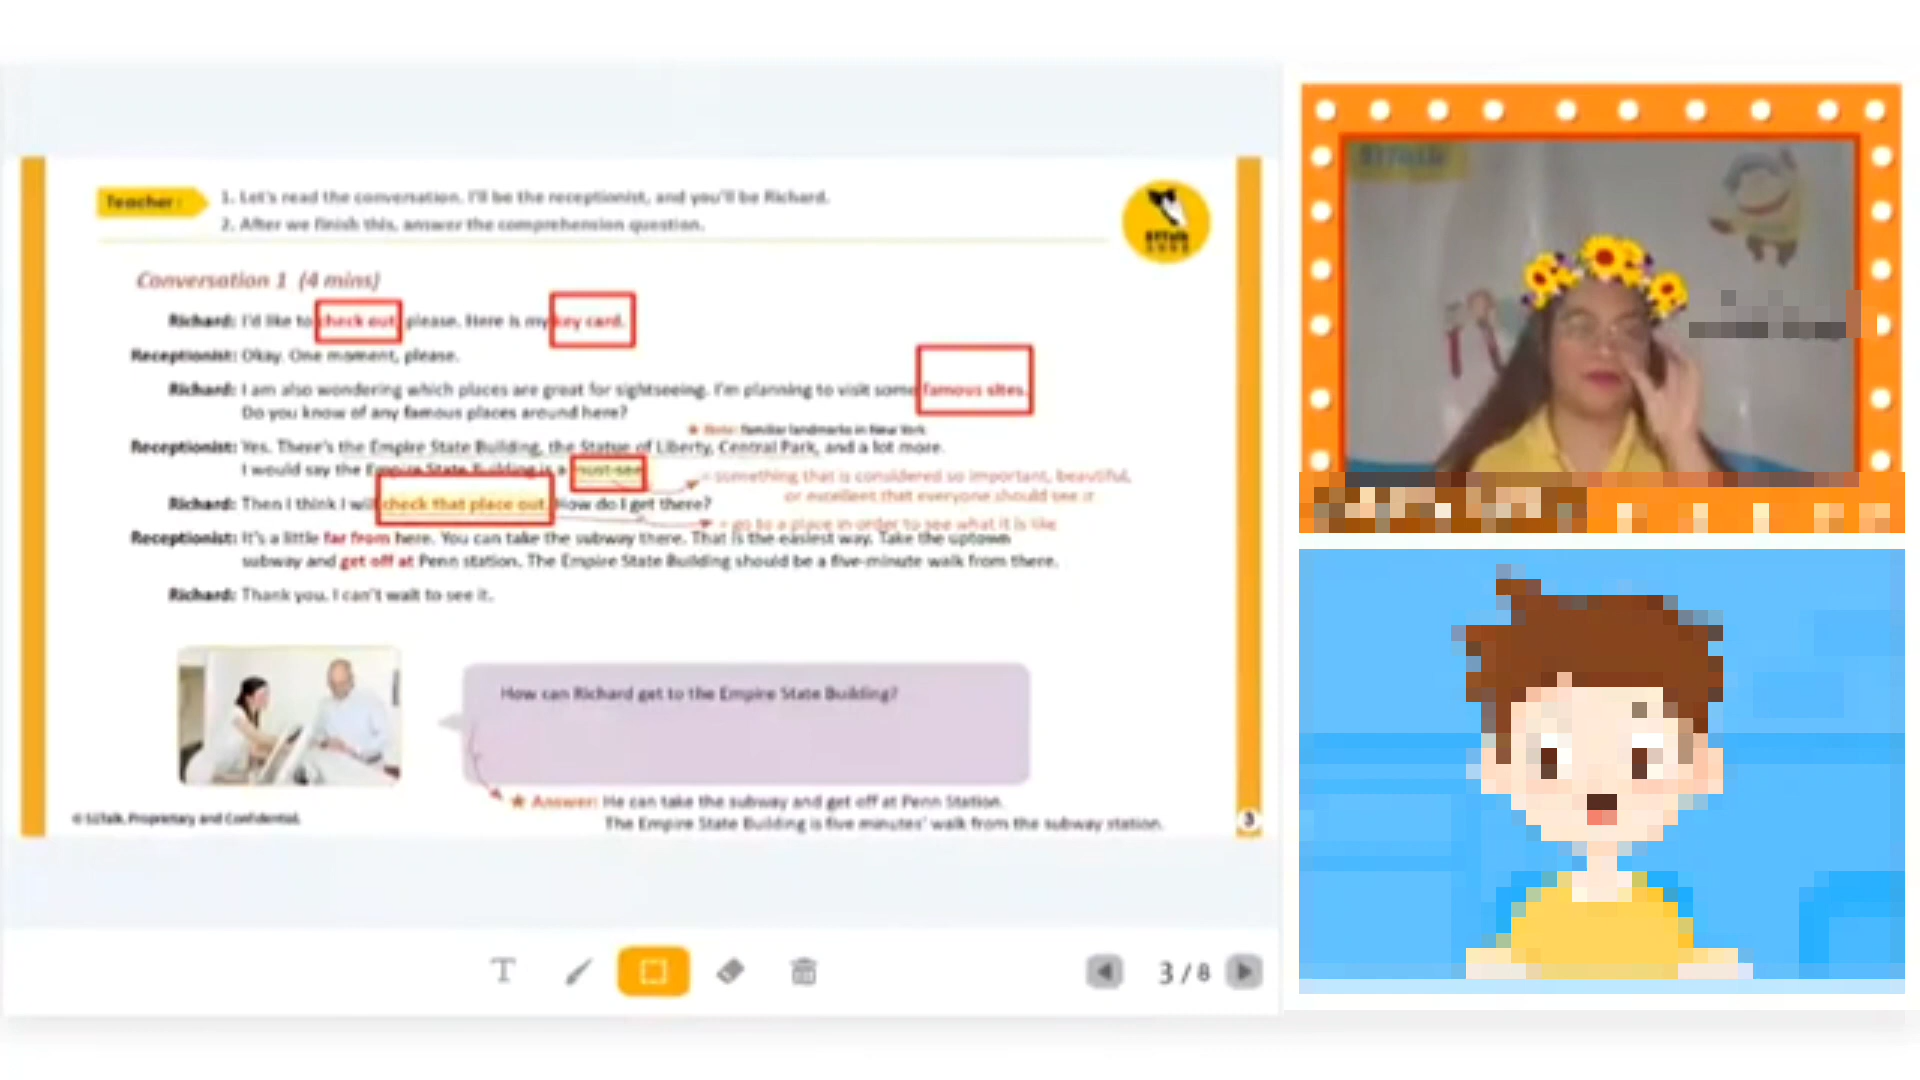 Teacher:
1. Let's read the conversation. I'll be the receptionist, and you'll be Richard.
2. After we finish this, answer the comprehension question.
Conversation 1 (4 mins)
Richard: I'd like to check out, please. Here is my key card.
Receptionist: Okay. One moment, please.
Richard: I am also wondering which places are great for sightseeing. I'm planning to visit some famous sites.
Do you know of any famous places around here?
★ Note: familiar landmarks in New York
Receptionist: Yes. There's the Empire State Building, the Statue of Liberty, Central Park, and a lot more.
I would say the Empire State Building is a must-see
= something that is considered so important, beautiful,
or excellent that everyone should see it
Richard: Then I think I will check that place out. How do I get there?
= go to a place in order to see what it is like
Receptionist: It's a little far from here. You can take the subway there. That is the easiest way. Take the uptown
subway and get off at Penn station. The Empire State Building should be a five-minute walk from there.
Richard: Thank you. I can't wait to see it.
How can Richard get to the Empire State Building?
★ Answer: He can take the subway and get off at Penn Station.
The Empire State Building is five minutes' walk from the subway station.
© 51Talk. Proprietary and Confidential.
3
T
3 / 8